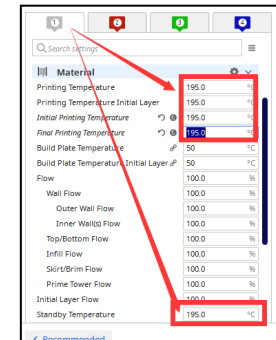 1 2 3 4
Search settings
Material
Printing Temperature 195.0 °C
Printing Temperature Initial Layer 195.0 °C
Initial Printing Temperature 195.0 °C
Final Printing Temperature 195.0 °C
Build Plate Temperature 50 °C
Build Plate Temperature Initial Layer 50 °C
Flow 100.0 %
Wall Flow 100.0 %
Outer Wall Flow 100.0 %
Inner Wall(s) Flow 100.0 %
Top/Bottom Flow 100.0 %
Infill Flow 100.0 %
Skirt/Brim Flow 100.0 %
Prime Tower Flow 100.0 %
Initial Layer Flow 100.0 %
Standby Temperature 195.0 °C
Recommended